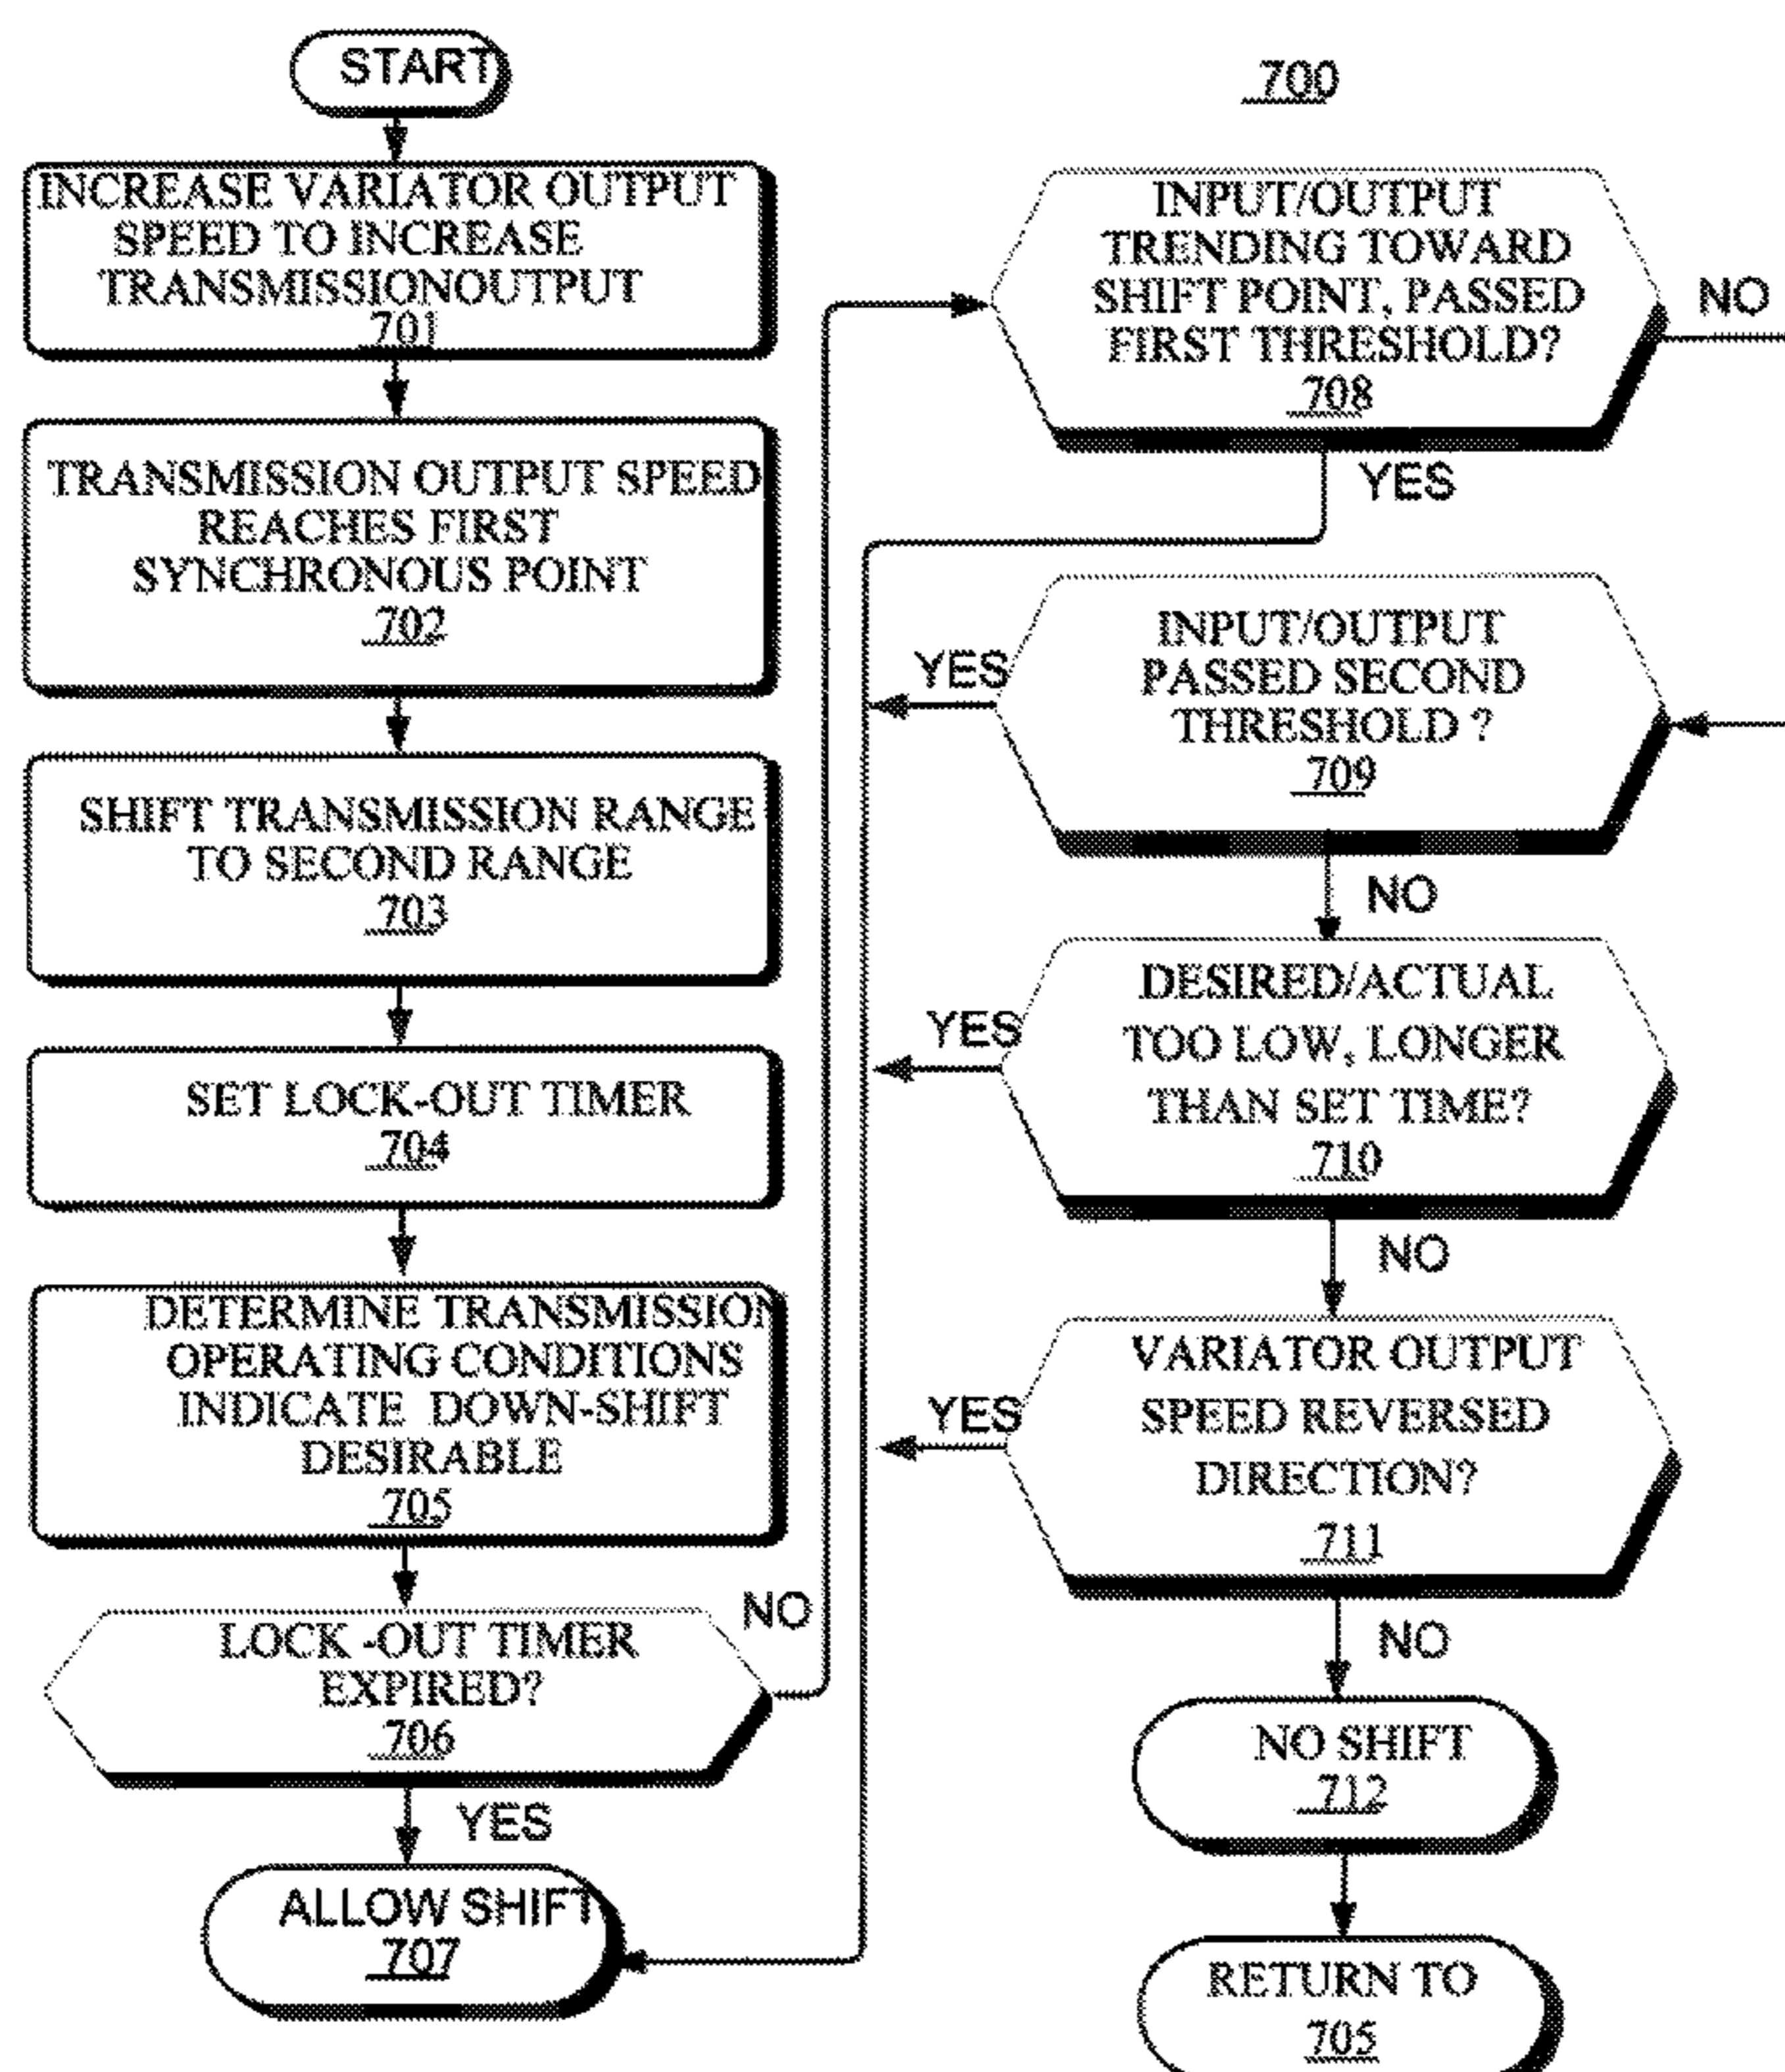 START
INCREASE VARIATOR OUTPUT
SPEED TO INCREASE
TRANSMISSIONOUTPUT
701
TRANSMISSION OUTPUT SPEED
REACHES FIRST
SYNCHRONOUS POINT
702
SHIFT TRANSMISSION RANGE
TO SECOND RANGE
703
SET LOCK-OUT TIMER
704
DETERMINE TRANSMISSION
OPERATING CONDITIONS
INDICATE DOWN-SHIFT
DESIRABLE
705
LOCK -OUT TIMER
EXPIRED?
706
NO
YES
ALLOW SHIFT
707
700
INPUT/OUTPUT
TRENDING TOWARD
SHIFT POINT, PASSED
FIRST THRESHOLD?
708
NO
YES
INPUT/OUTPUT
PASSED SECOND
THRESHOLD ?
709
YES
NO
DESIRED/ACTUAL
TOO LOW, LONGER
THAN SET TIME?
710
YES
NO
VARIATOR OUTPUT
SPEED REVERSED
DIRECTION?
711
YES
NO
NO SHIFT
712
RETURN TO
705